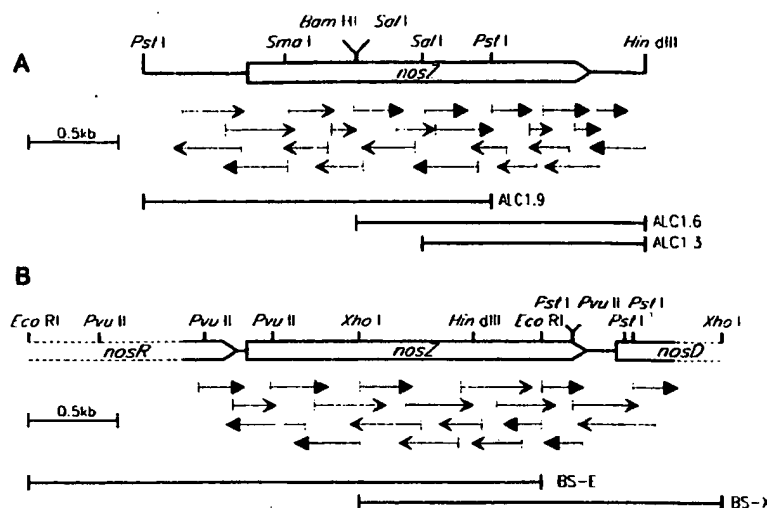 Bam HI Sal I
Pst I Sma I Sal I Pst I Hin dIII
A
nosZ
0.5kb
ALC1.9
ALC1.6
ALC1.3
B
Pst I Pvu II Pst I
Eco RI Pvu II Pvu II Pvu II Xho I Hin dIII Eco RI Pst I Xho I
nosR nosZ nosD
0.5kb
BS-E
BS-X